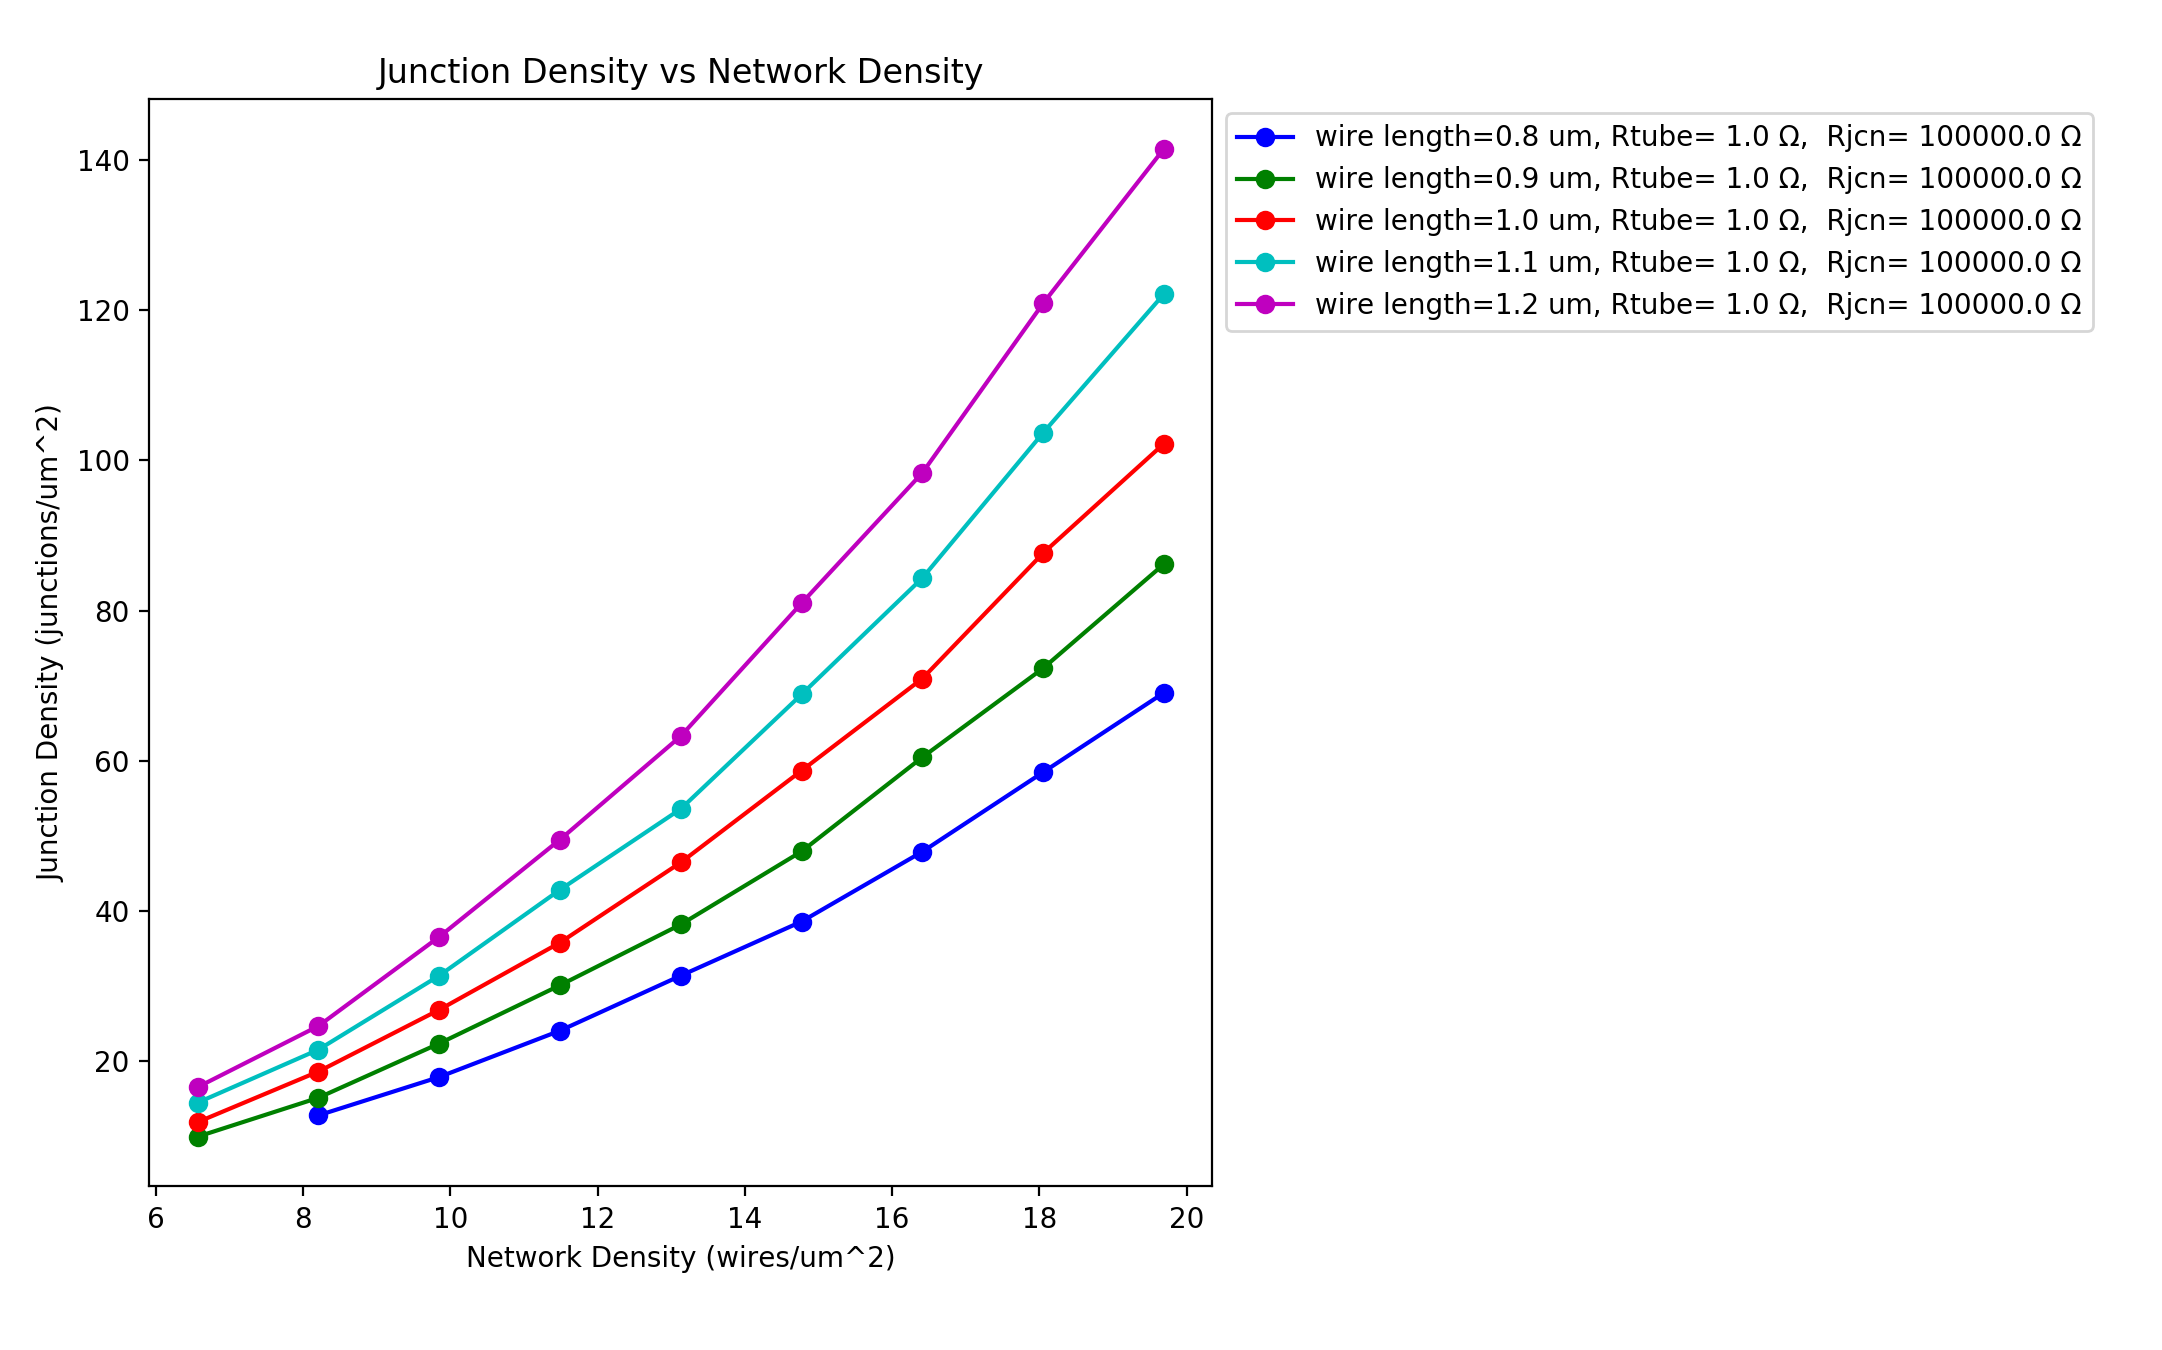 Junction Density vs Network Density
wire length=0.8 um, Rtube= 1.0 Ω,  Rjcn= 100000.0 Ω
wire length=0.9 um, Rtube= 1.0 Ω,  Rjcn= 100000.0 Ω
wire length=1.0 um, Rtube= 1.0 Ω,  Rjcn= 100000.0 Ω
wire length=1.1 um, Rtube= 1.0 Ω,  Rjcn= 100000.0 Ω
wire length=1.2 um, Rtube= 1.0 Ω,  Rjcn= 100000.0 Ω
Junction Density (junctions/um^2)
140
120
100
80
60
40
20
6 8 10 12 14 16 18 20
Network Density (wires/um^2)